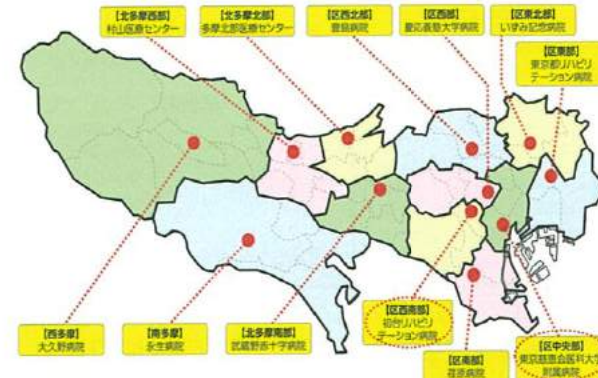 【北多摩西部】
村山医療センター
【北多摩北部】
多摩北部医療センター
【区西北部】
豊島病院
【区西部】
慶応義塾大学病院
【区東北部】
いずみ記念病院
【区東部】
東京都リハビリ
テーション病院
【西多摩】
大久野病院
【南多摩】
永生病院
【北多摩南部】
武蔵野赤十字病院
【区西南部】
初台リハビリ
テーション病院
【区南部】
荏原病院
【区中央部】
東京慈恵会医科大学
附属病院